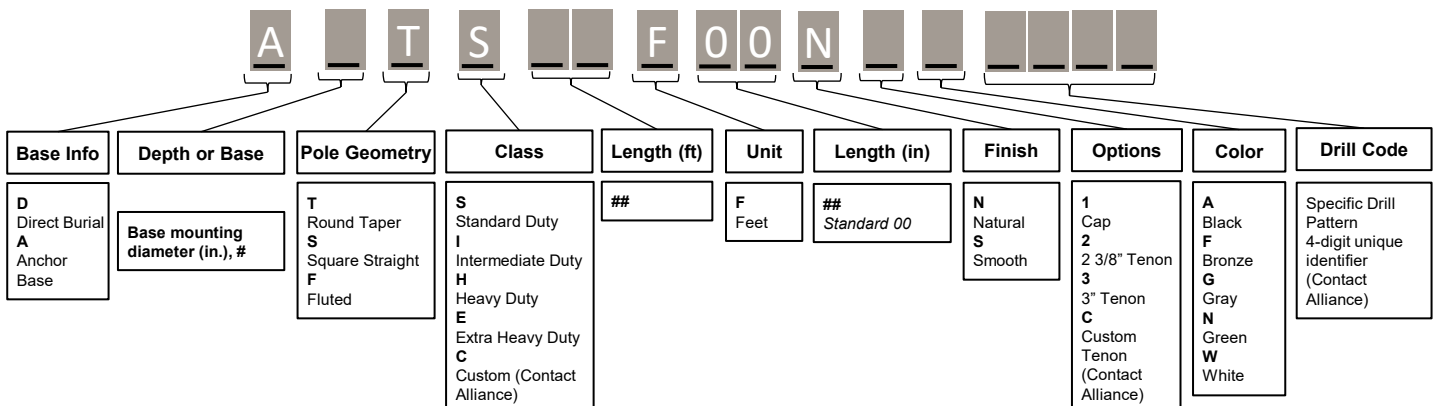 A _ T S _ _ F 0 0 N _ _ _ _ _ _
Base Info
D
Direct Burial
A
Anchor
Base
Depth or Base
Base mounting
diameter (in.), #
Pole Geometry
T
Round Taper
S
Square Straight
F
Fluted
Class
S
Standard Duty
I
Intermediate Duty
H
Heavy Duty
E
Extra Heavy Duty
C
Custom (Contact
Alliance)
Length (ft)
##
Unit
F
Feet
Length (in)
##
Standard 00
Finish
N
Natural
S
Smooth
Options
1
Cap
2
2 3/8” Tenon
3
3” Tenon
C
Custom
Tenon
(Contact
Alliance)
Color
A
Black
F
Bronze
G
Gray
N
Green
W
White
Drill Code
Specific Drill
Pattern
4-digit unique
identifier
(Contact
Alliance)